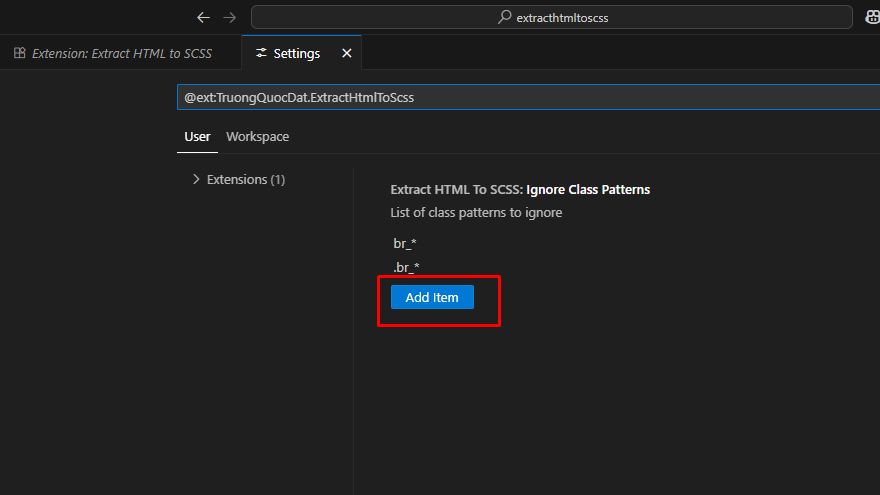 extracthtmltoscss
Extension: Extract HTML to SCSS
Settings
@ext:TruongQuocDat.ExtractHtmlToScss
User
Workspace
Extensions (1)
Extract HTML To SCSS: Ignore Class Patterns
List of class patterns to ignore
br_*
.br_*
Add Item